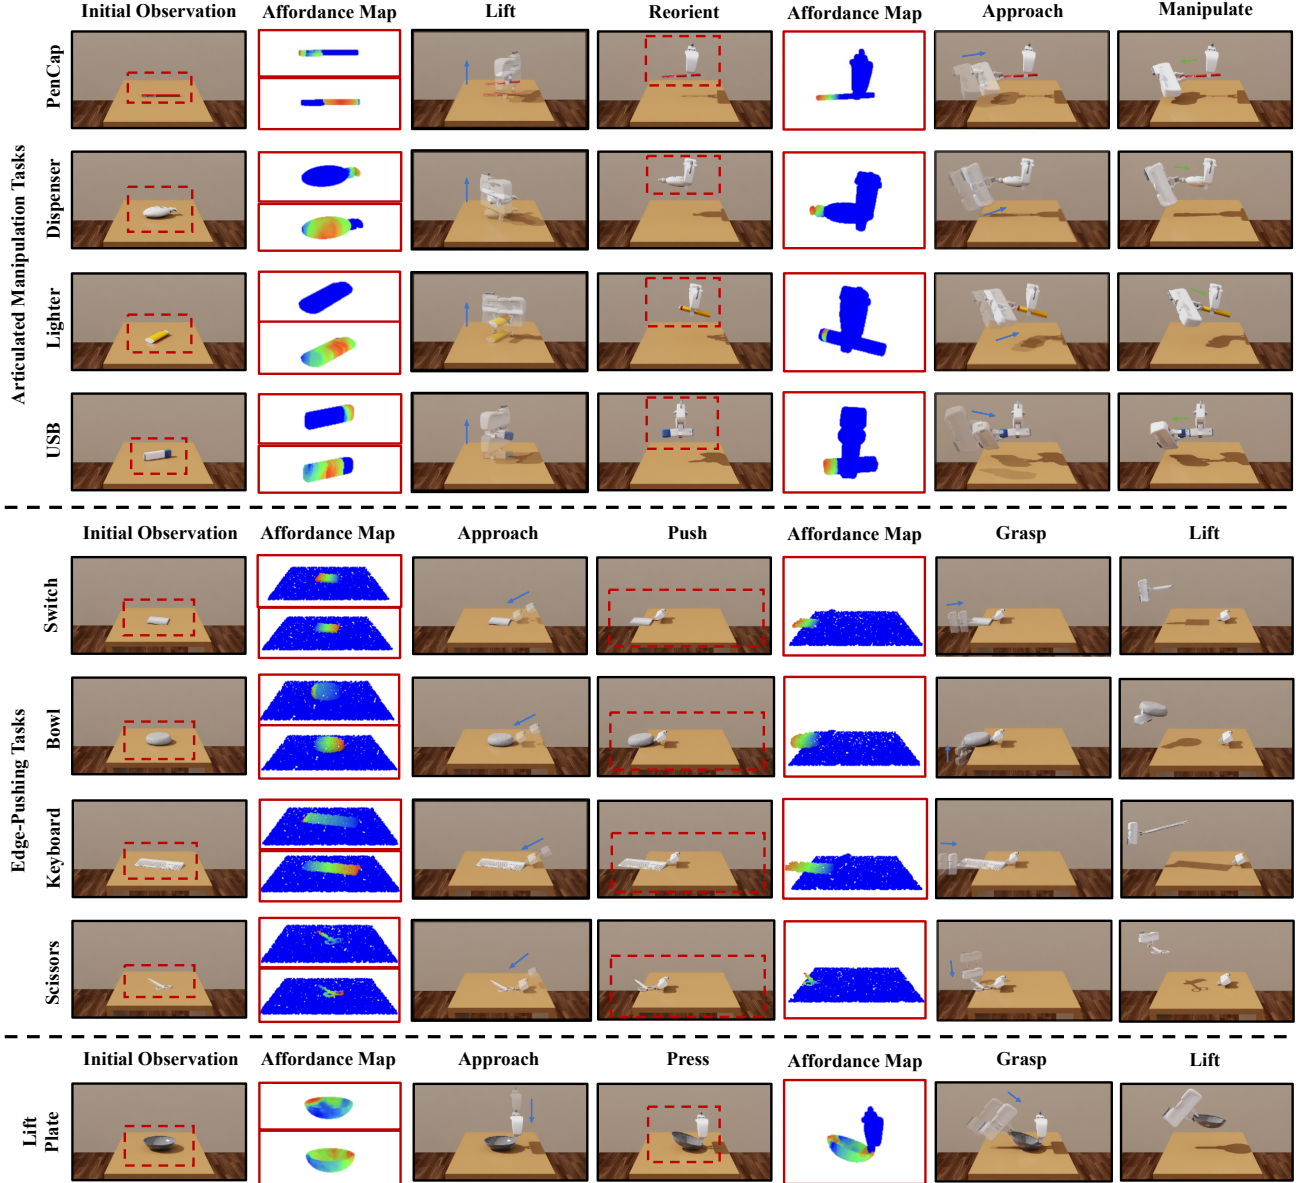 Initial Observation Affordance Map Lift Reorient Affordance Map Approach Manipulate
Articulated Manipulation Tasks
PenCap
Dispenser
Lighter
USB
Initial Observation Affordance Map Approach Push Affordance Map Grasp Lift
Edge-Pushing Tasks
Switch
Bowl
Keyboard
Scissors
Initial Observation Affordance Map Approach Press Affordance Map Grasp Lift
Lift
Plate